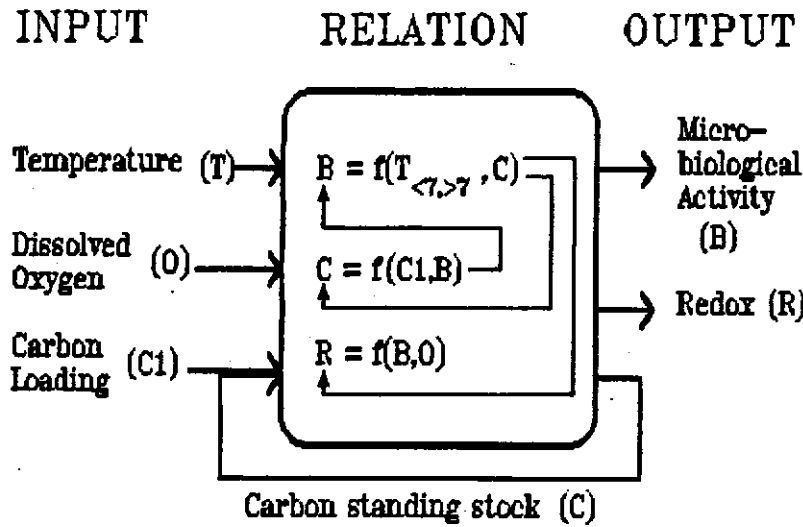 INPUT RELATION OUTPUT
Temperature (T)
Dissolved
Oxygen (O)
Carbon
Loading (C1)
B = f(T<7,>7 ,C)
C = f(C1,B)
R = f(B,O)
Micro-
biological
Activity
(B)
Redox (R)
Carbon standing stock (C)